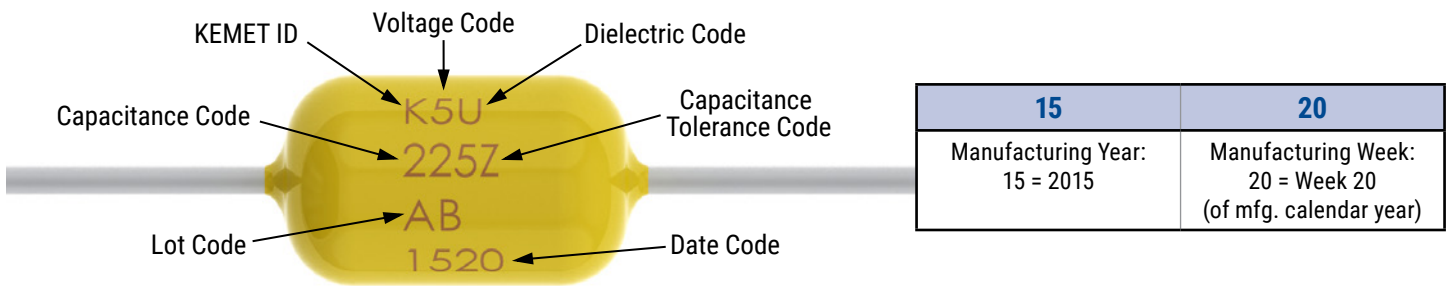 Voltage Code
KEMET ID
Dielectric Code
K5U
Capacitance Code
Capacitance
Tolerance Code
225Z
AB
Lot Code
Date Code
1520
15 20
Manufacturing Year:
15 = 2015
Manufacturing Week:
20 = Week 20
(of mfg. calendar year)